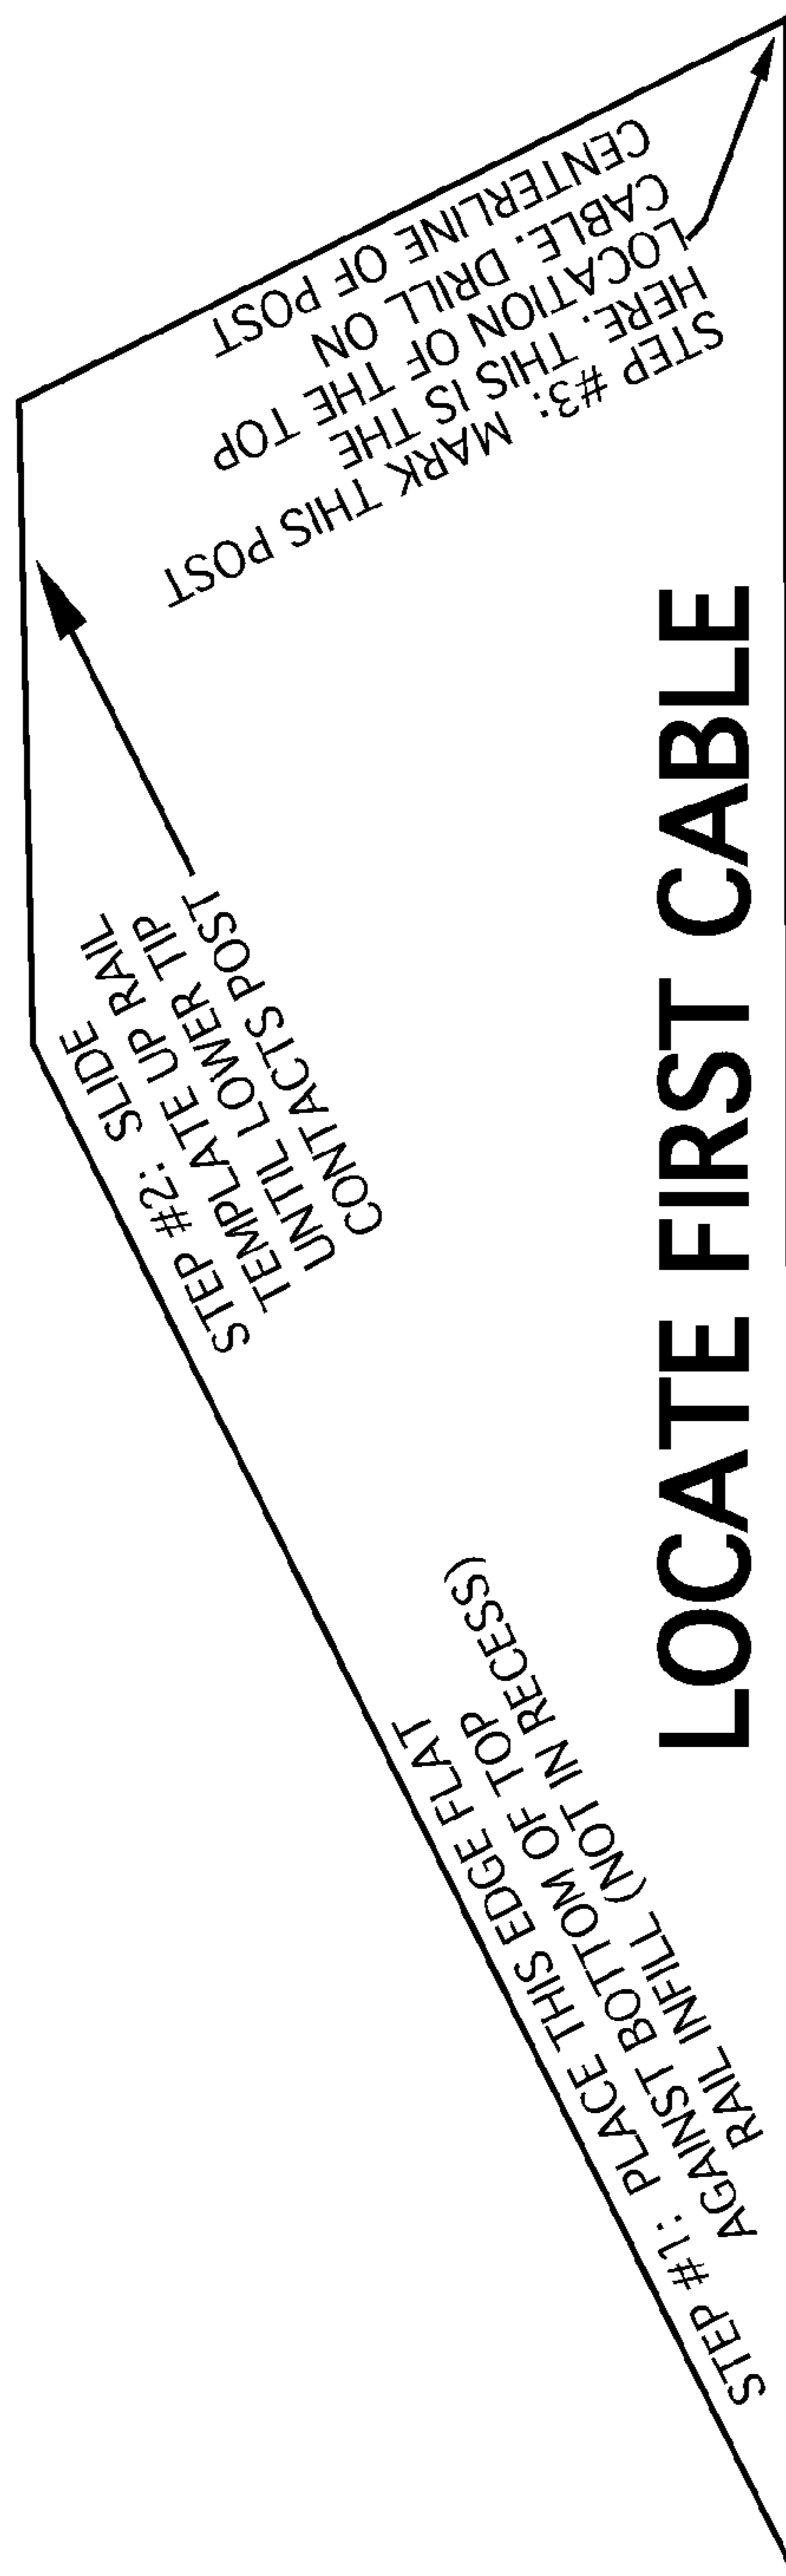 LOCATE FIRST CABLE
STEP #1: PLACE THIS EDGE FLAT
AGAINST BOTTOM OF TOP
RAIL INFILL (NOT IN RECESS)
STEP #2: SLIDE
TEMPLATE UP RAIL
UNTIL LOWER TIP
CONTACTS POST
STEP #3: MARK THIS POST
HERE. THIS IS THE
LOCATION OF THE TOP
CABLE. DRILL ON
CENTERLINE OF POST